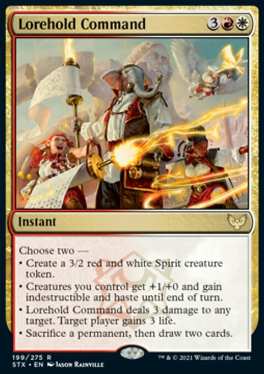 Lorehold Command 3
Instant
Choose two —
• Create a 3/2 red and white Spirit creature
token.
• Creatures you control get +1/+0 and gain
indestructible and haste until end of turn.
• Lorehold Command deals 3 damage to any
target. Target player gains 3 life.
• Sacrifice a permanent, then draw two cards.
199/275 R
STX • EN JASON RAINVILLE
™ & © 2021 Wizards of the Coast